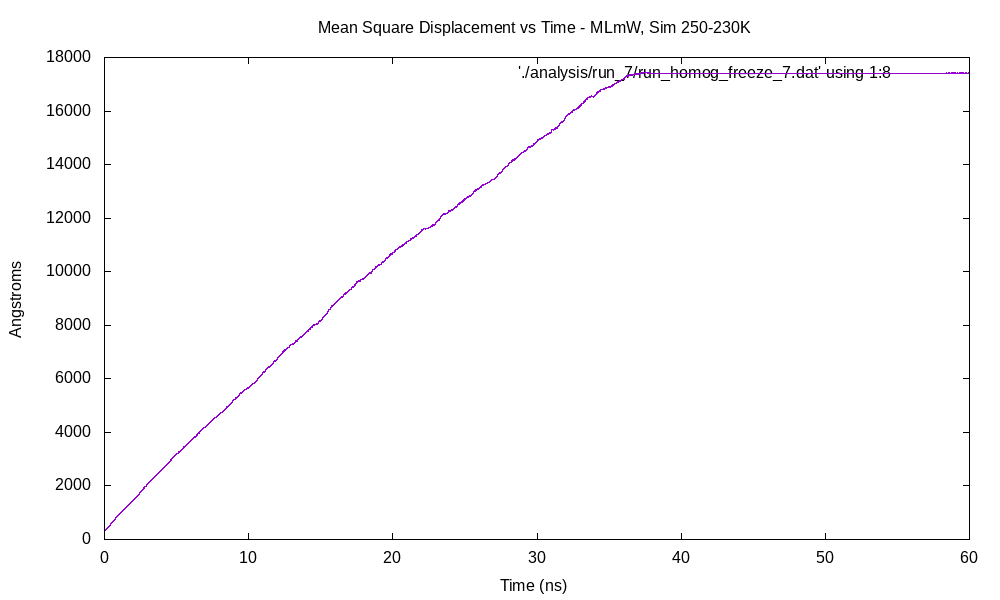 Mean Square Displacement vs Time - MLmW, Sim 250-230K
'./analysis/run_7/run_homog_freeze_7.dat' using 1:8
18000
16000
14000
12000
10000
8000
6000
4000
2000
0
Angstroms
0 10 20 30 40 50 60
Time (ns)